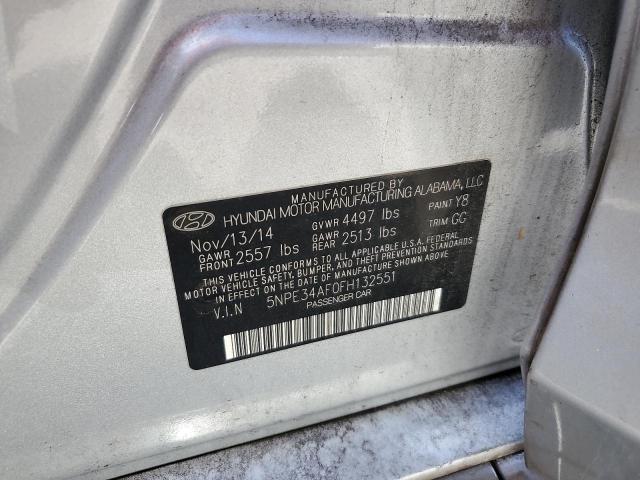 MANUFACTURED BY
HYUNDAI MOTOR MANUFACTURING ALABAMA, LLC
Nov/13/14 GVWR 4497 lbs PAINT Y8
GAWR FRONT 2557 lbs GAWR REAR 2513 lbs TRIM GG
THIS VEHICLE CONFORMS TO ALL APPLICABLE U.S.A. FEDERAL
MOTOR VEHICLE SAFETY, BUMPER, AND THEFT PREVENTION STANDARDS
IN EFFECT ON THE DATE OF MANUFACTURE SHOWN ABOVE.
V.I.N 5NPE34AF0FH132551
PASSENGER CAR